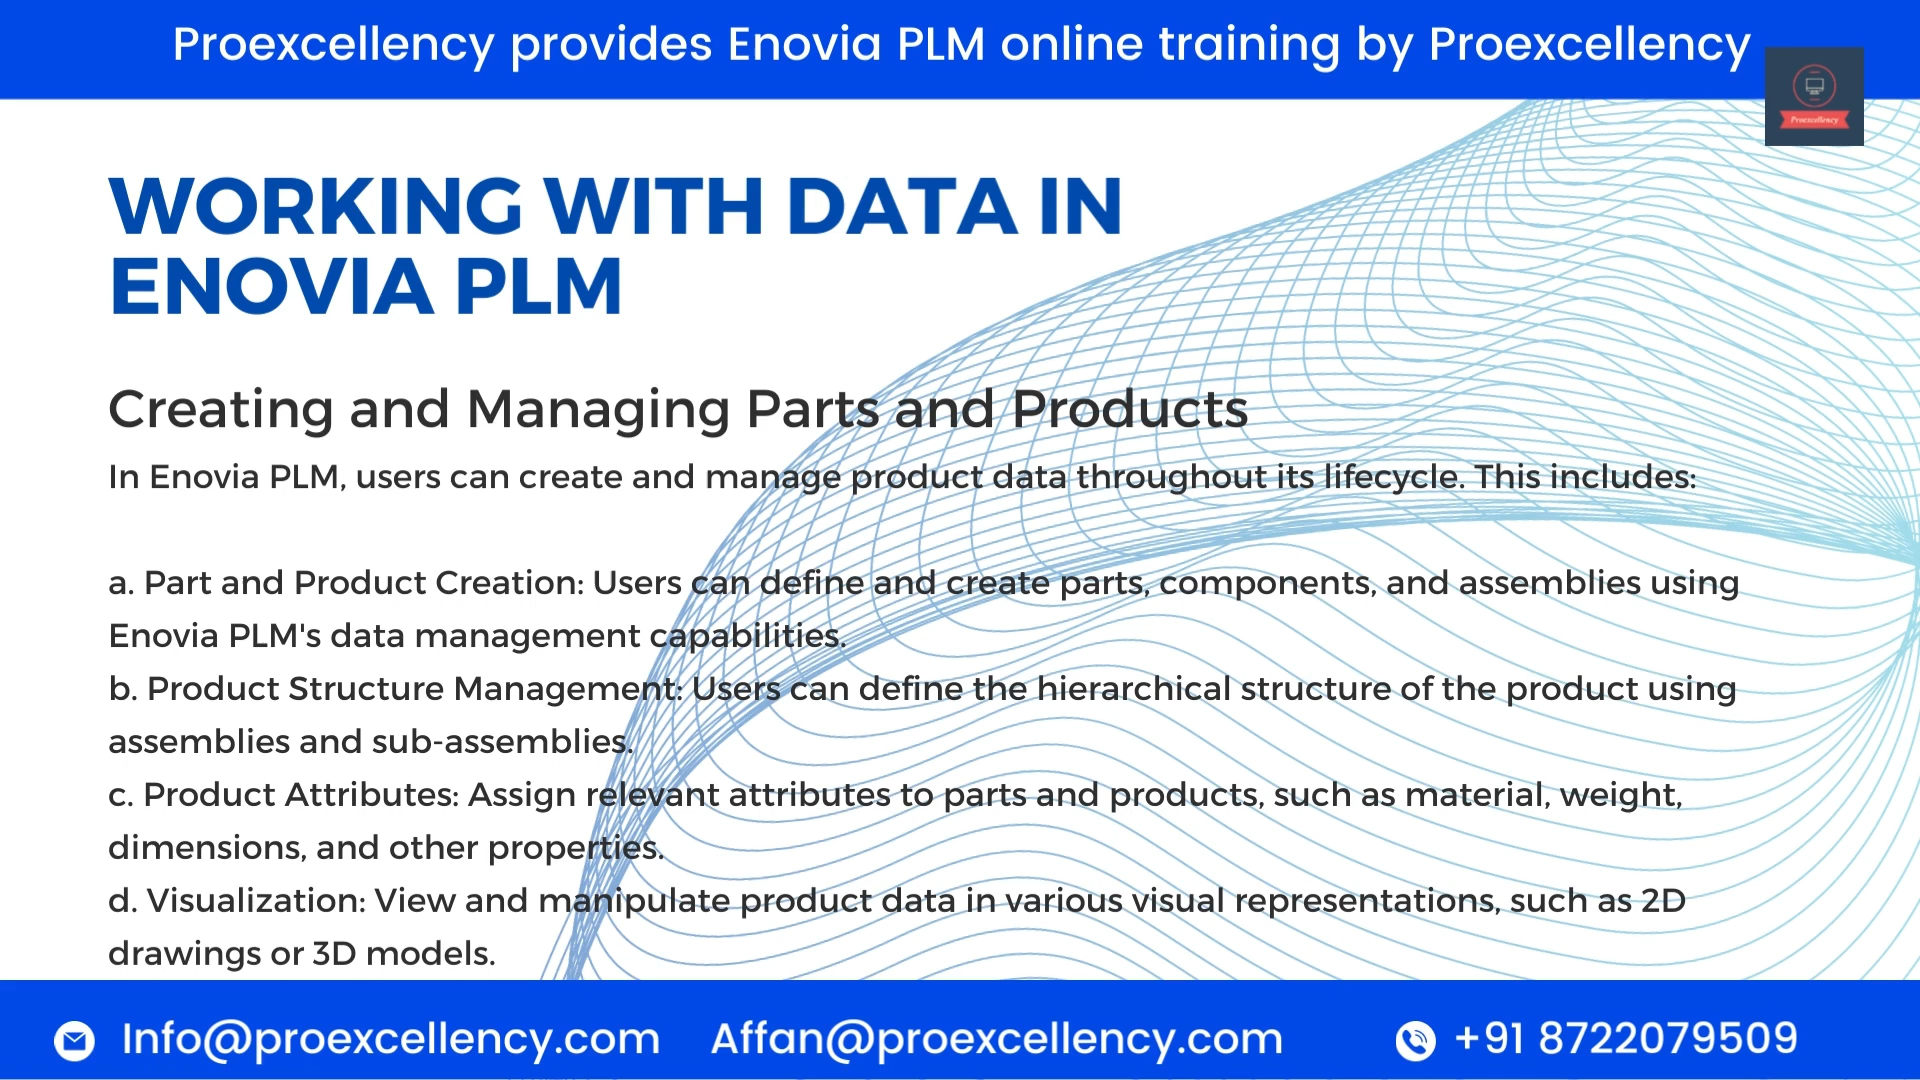 Proexcellency provides Enovia PLM online training by Proexcellency
Proexcellency
WORKING WITH DATA IN
ENOVIA PLM
Creating and Managing Parts and Products
In Enovia PLM, users can create and manage product data throughout its lifecycle. This includes:
a. Part and Product Creation: Users can define and create parts, components, and assemblies using
Enovia PLM's data management capabilities.
b. Product Structure Management: Users can define the hierarchical structure of the product using
assemblies and sub-assemblies.
c. Product Attributes: Assign relevant attributes to parts and products, such as material, weight,
dimensions, and other properties.
d. Visualization: View and manipulate product data in various visual representations, such as 2D
drawings or 3D models.
Info@proexcellency.com Affan@proexcellency.com +91 8722079509